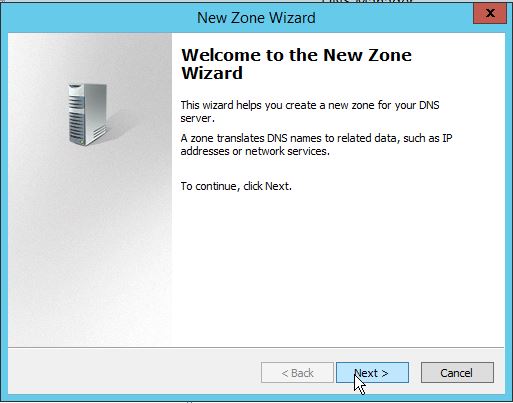 New Zone Wizard
x
Welcome to the New Zone
Wizard
This wizard helps you create a new zone for your DNS
server.
A zone translates DNS names to related data, such as IP
addresses or network services.
To continue, click Next.
< Back
Next >
Cancel